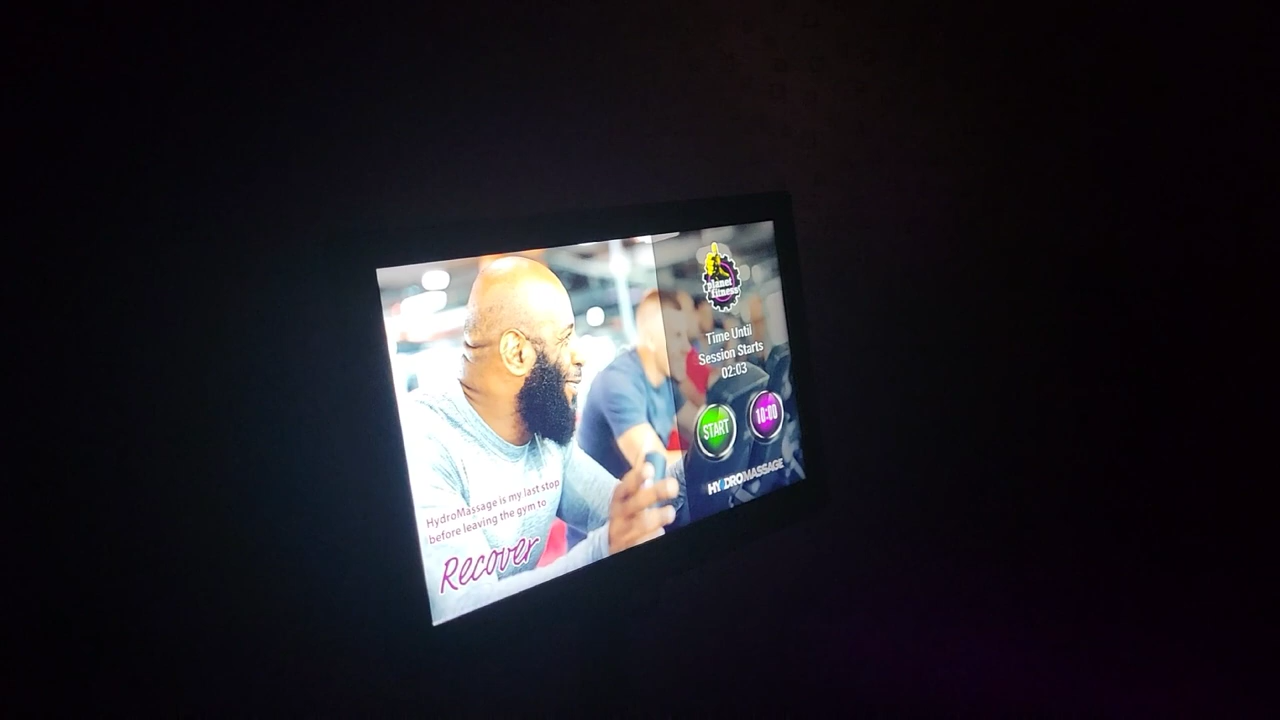 HydroMassage is my last stop
before leaving the gym to
Recover
planet
fitness
Time Until
Session Starts
02:03
START
10:00
HYDROMASSAGE